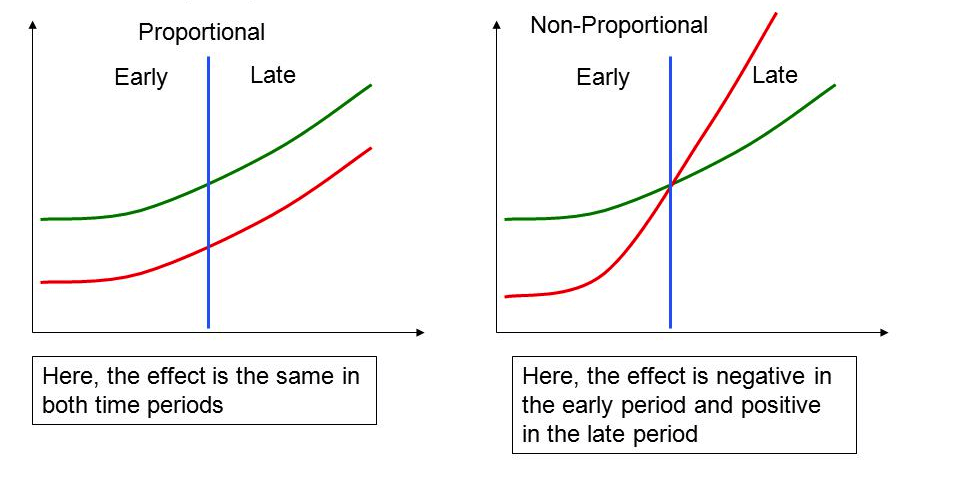 Proportional
Early
Late
Here, the effect is the same in
both time periods
Non-Proportional
Early
Late
Here, the effect is negative in
the early period and positive
in the late period